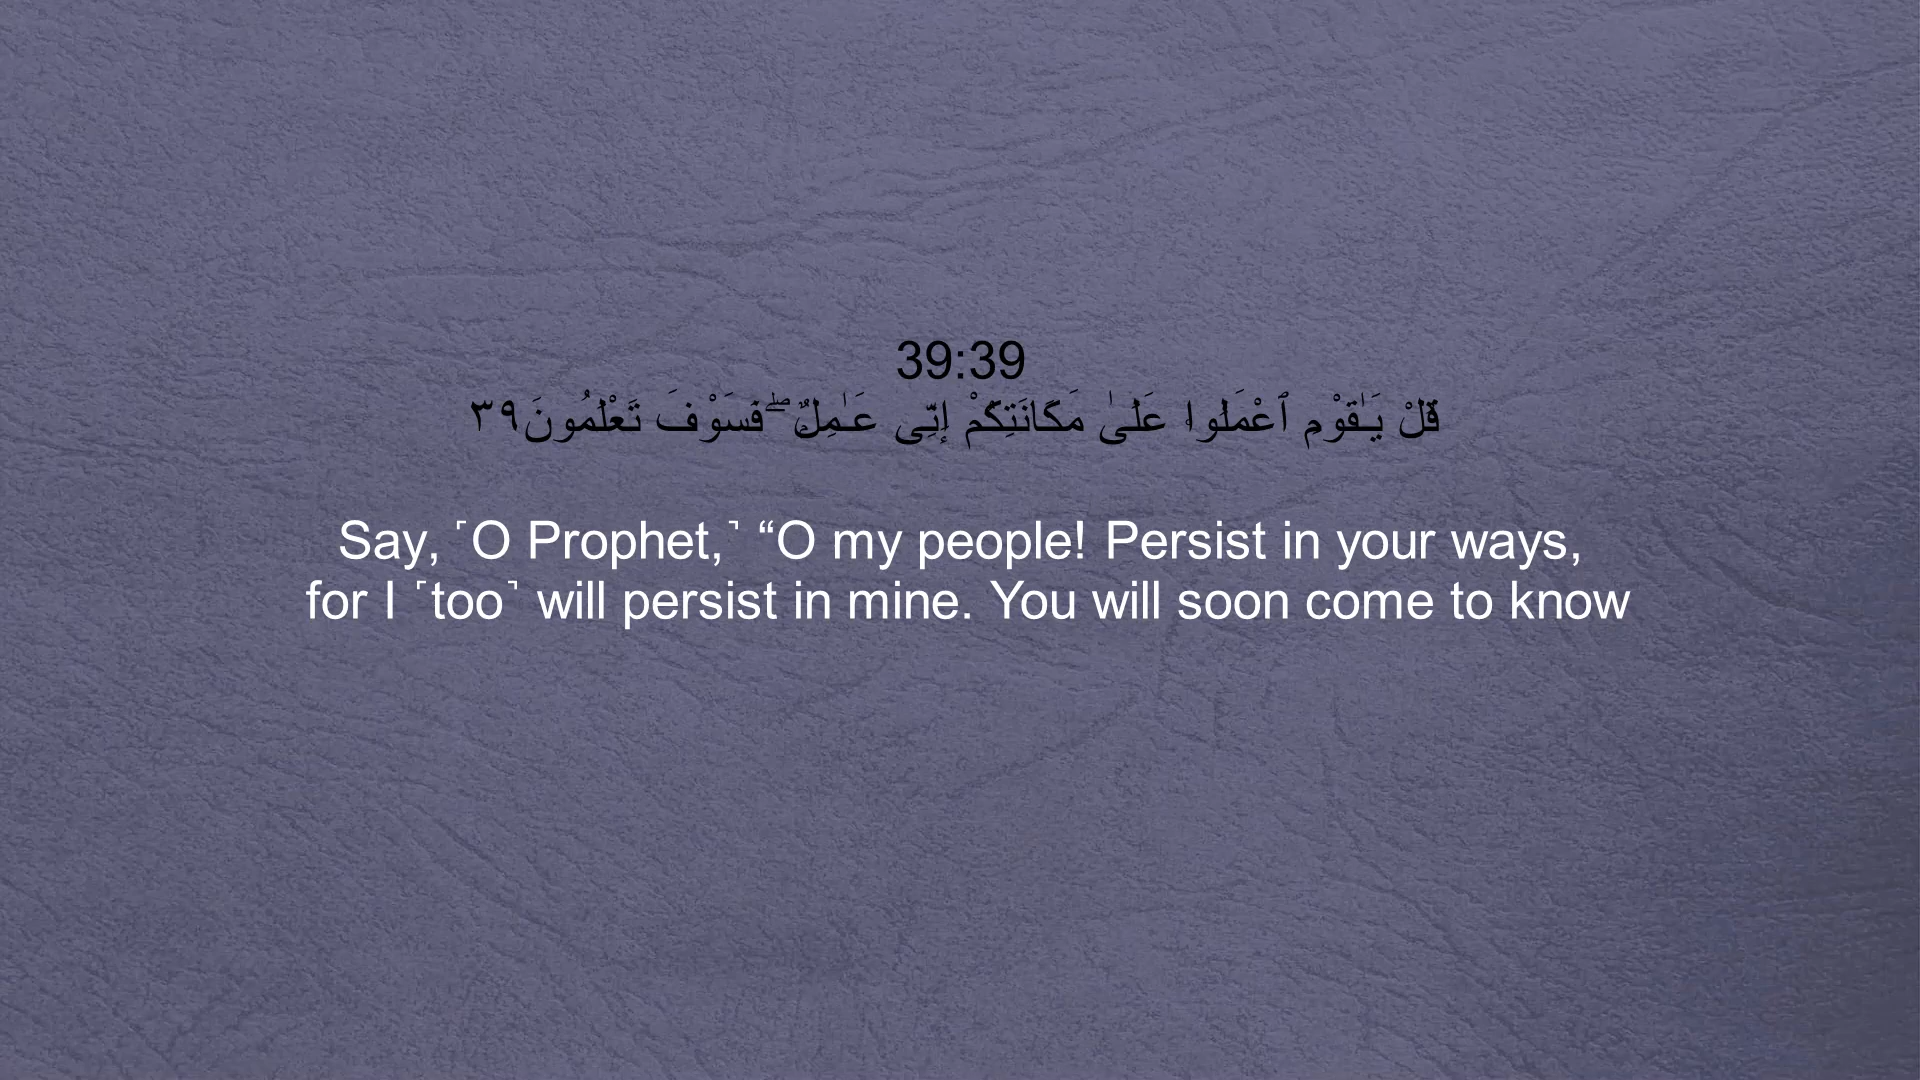 39:39
قُلْ يَـٰقَوْمِ ٱعْمَلُوا۟ عَلَىٰ مَكَانَتِكُمْ إِنِّى عَـٰمِلٌۭ ۖ فَسَوْفَ تَعْلَمُونَ٣٩
Say, ˹O Prophet,˺ “O my people! Persist in your ways,
for I ˹too˺ will persist in mine. You will soon come to know